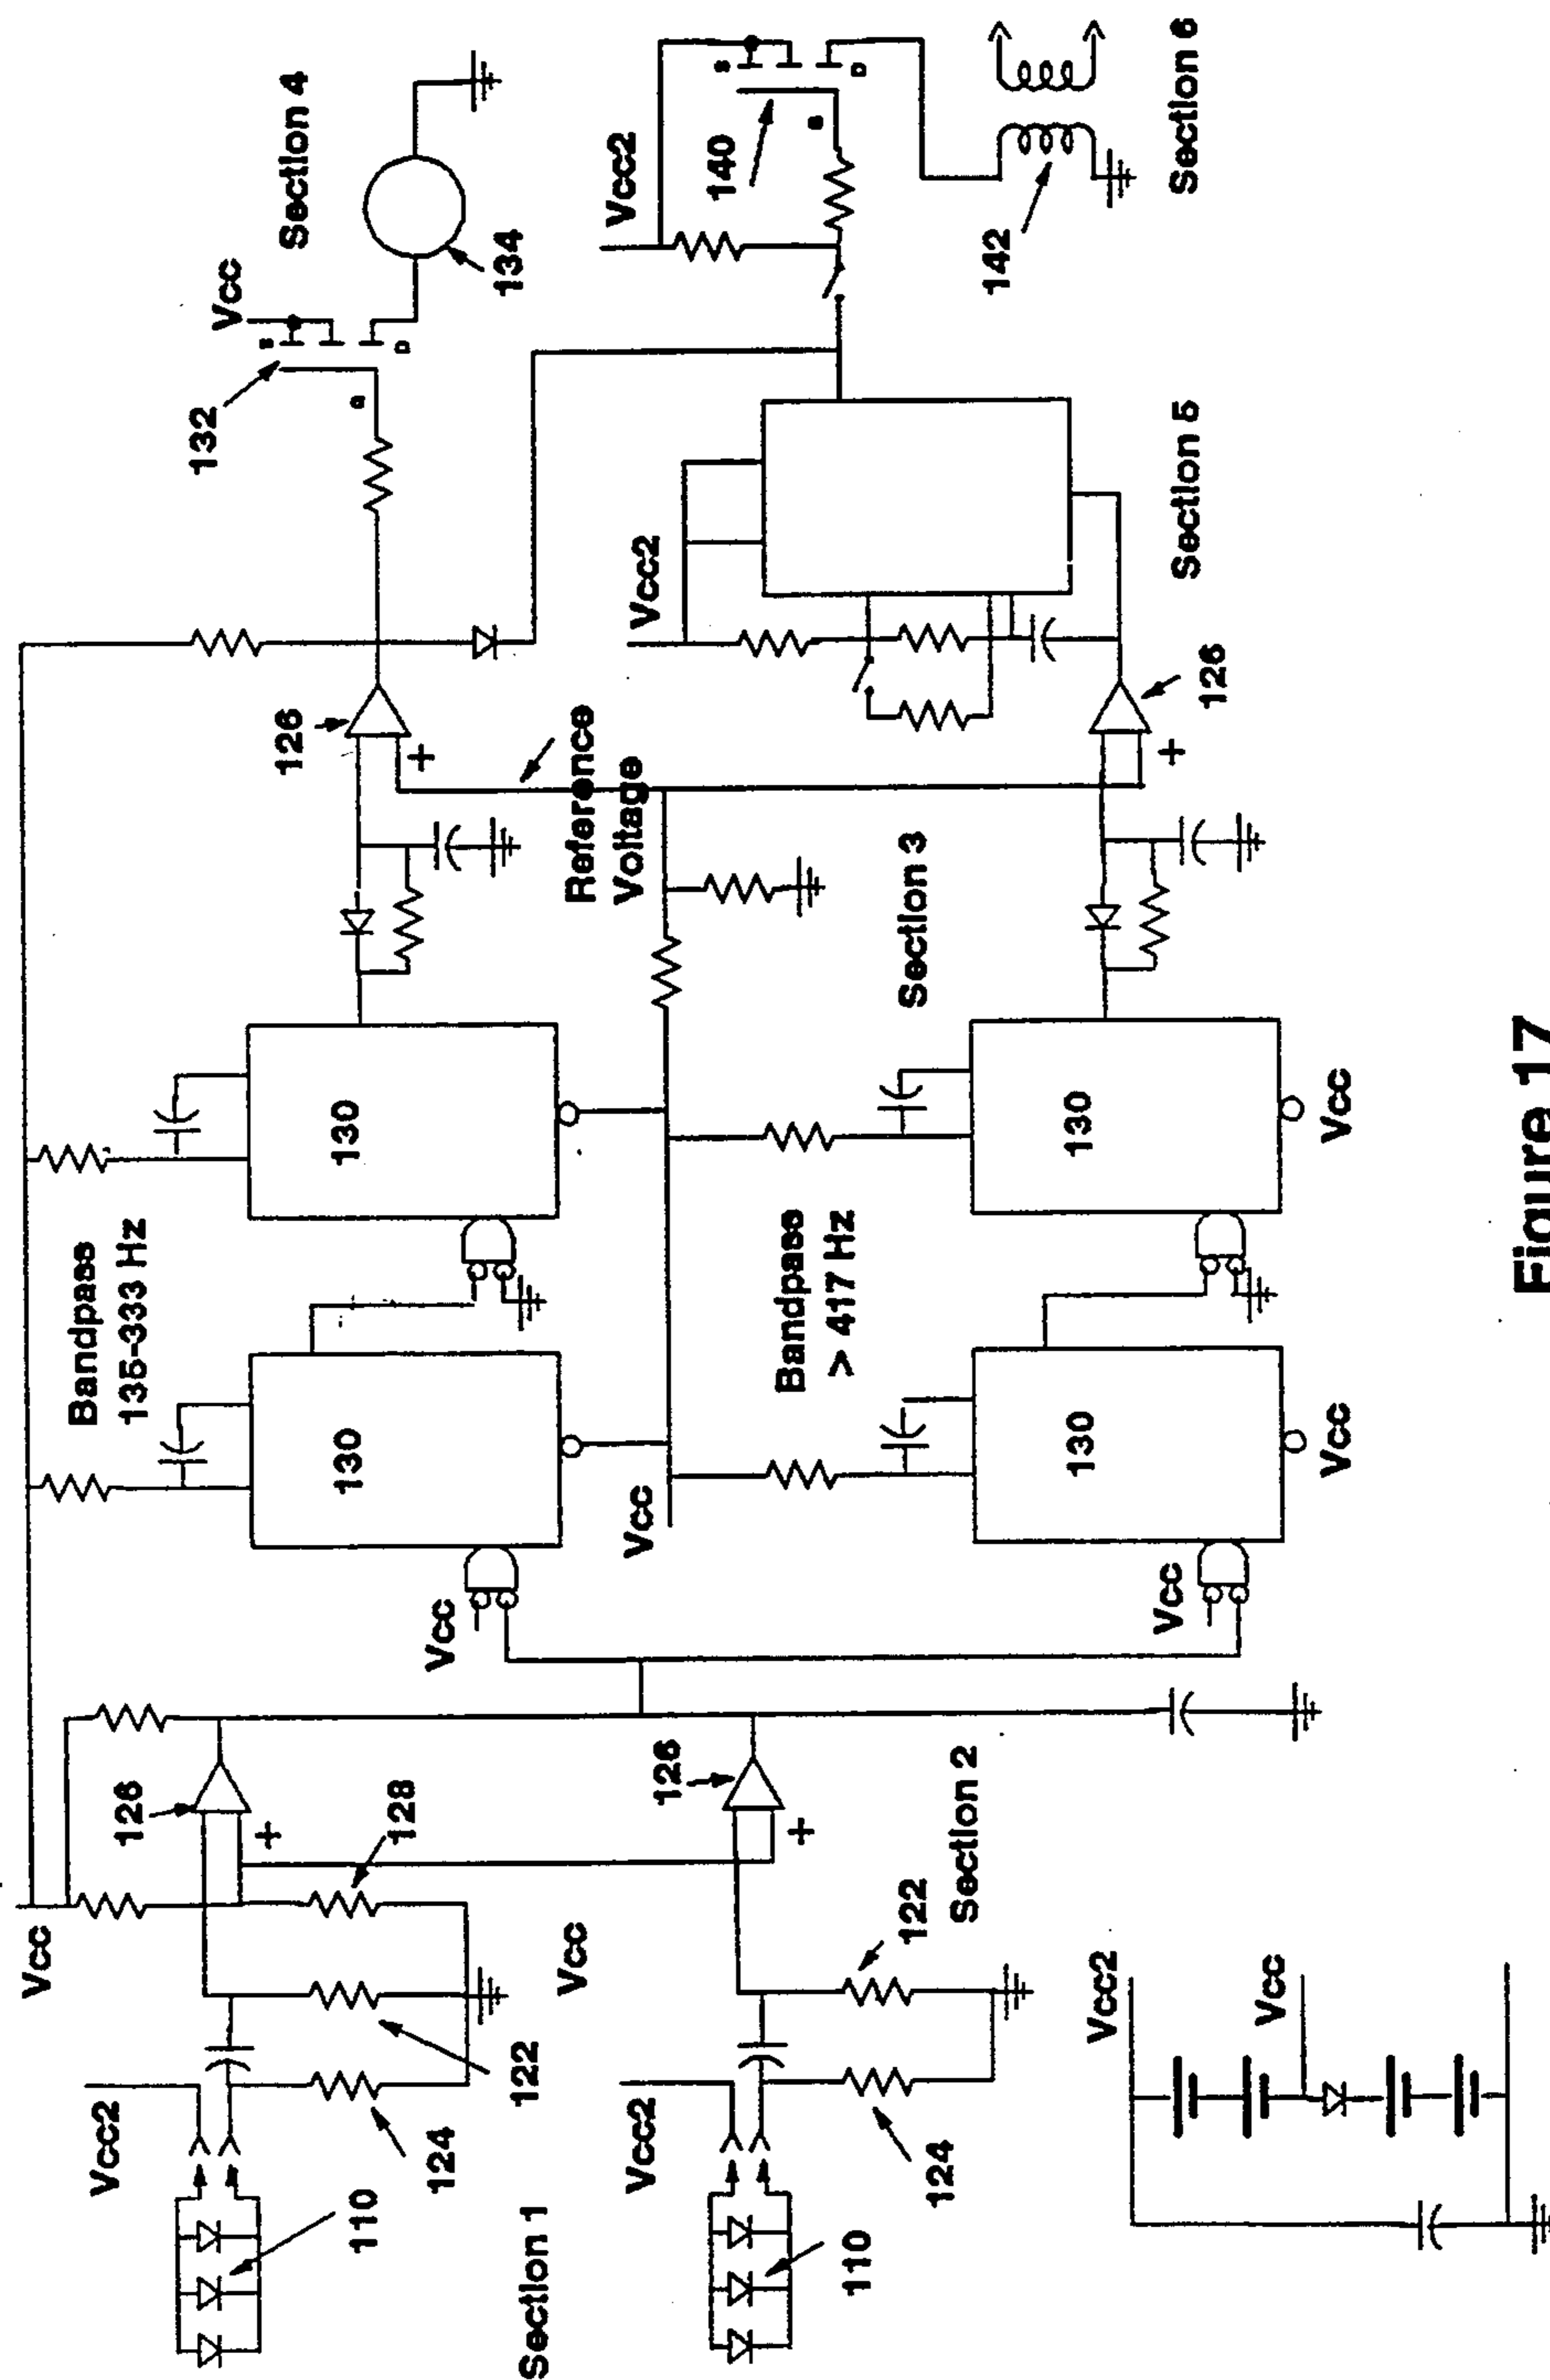 Vcc
Vcc2
124
110
122
128
126
+
Section 1
Vcc
Vcc2
124
110
122
126
+
Section 2
Vcc2
Vcc
Bandpass
135-333 Hz
Vcc
130
130
Vcc
Bandpass
> 417 Hz
Vcc
130
Vcc
130
Vcc
Section 3
126
+
Reference
Voltage
132
Vcc
s
G
D
134
Section 4
Vcc2
126
+
Section 5
Vcc2
140
s
G
D
142
Section 6
Figure 17